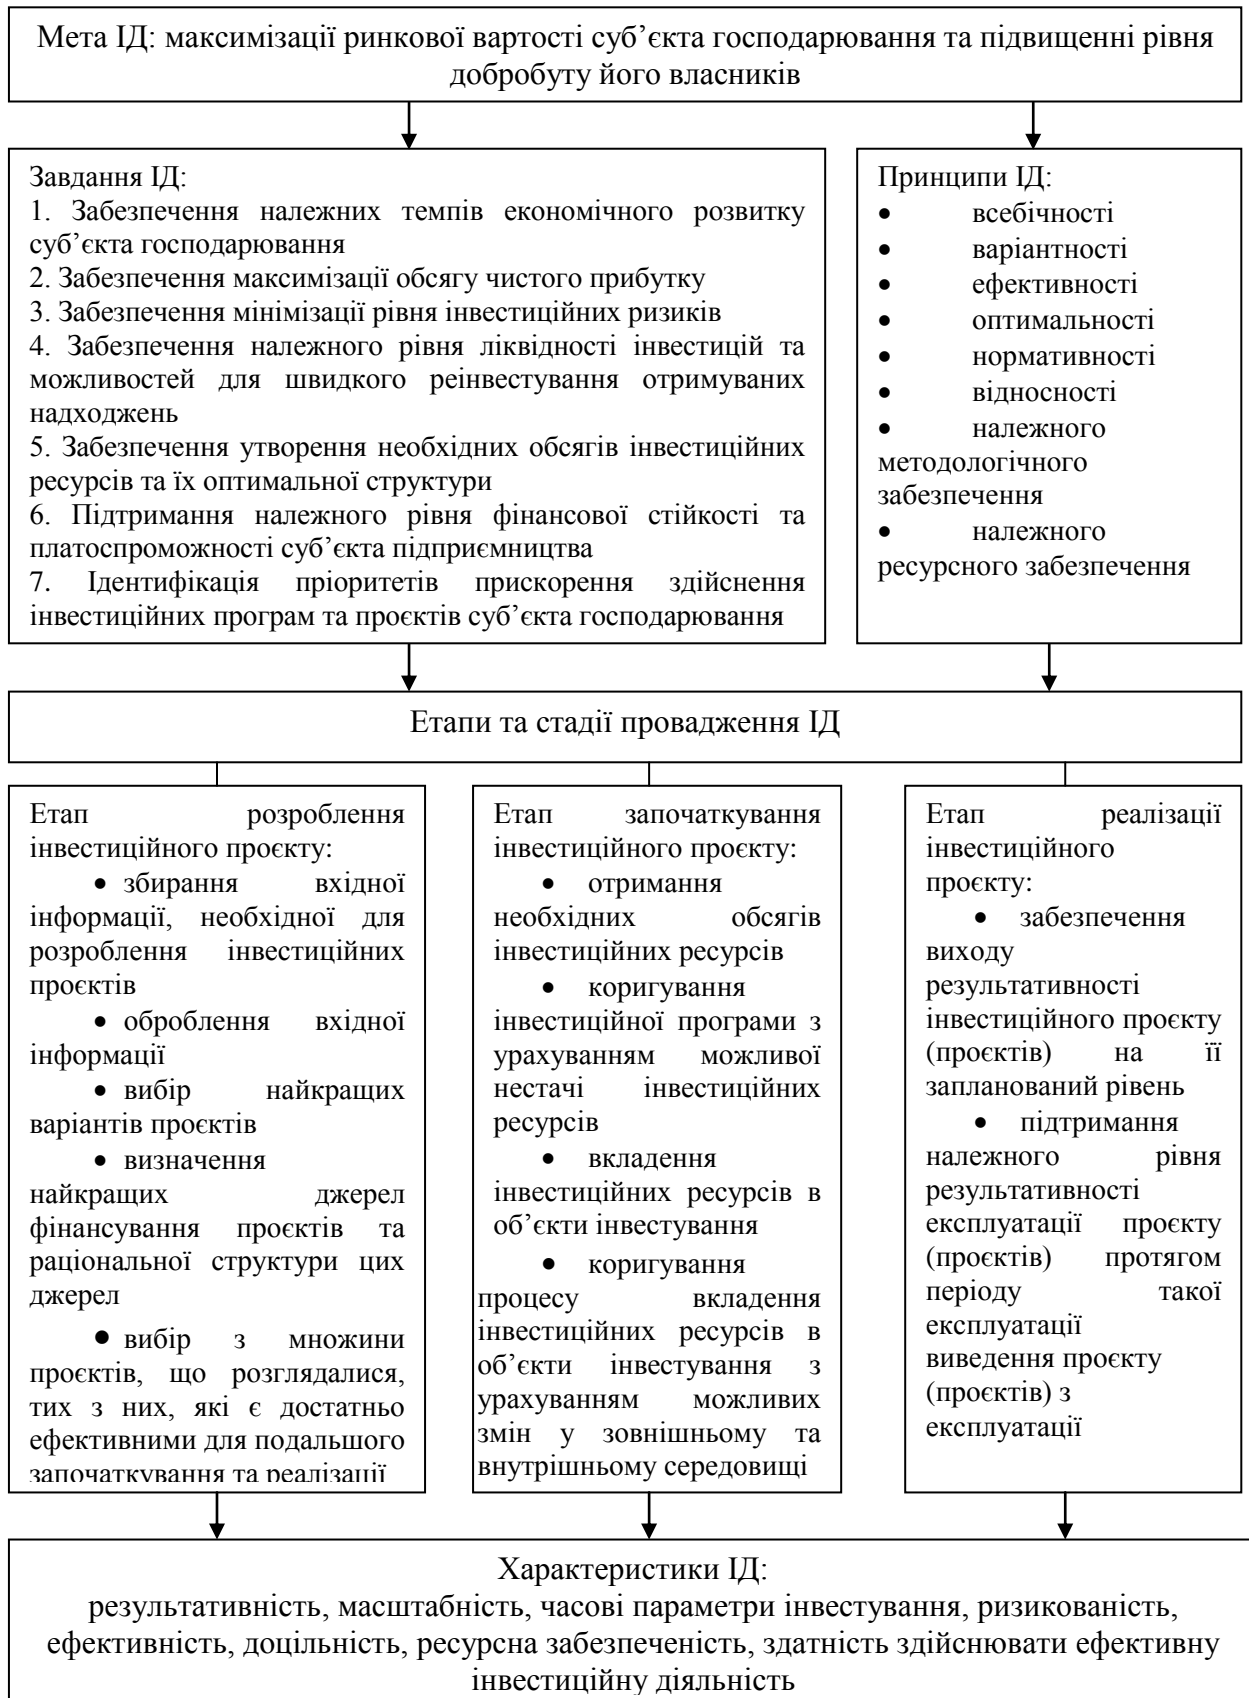 Мета ІД: максимізації ринкової вартості суб’єкта господарювання та підвищенні рівня
добробуту його власників
Завдання ІД:
1. Забезпечення належних темпів економічного розвитку
суб’єкта господарювання
2. Забезпечення максимізації обсягу чистого прибутку
3. Забезпечення мінімізації рівня інвестиційних ризиків
4. Забезпечення належного рівня ліквідності інвестицій та
можливостей для швидкого реінвестування отримуваних
надходжень
5. Забезпечення утворення необхідних обсягів інвестиційних
ресурсів та їх оптимальної структури
6. Підтримання належного рівня фінансової стійкості та
платоспроможності суб’єкта підприємництва
7. Ідентифікація пріоритетів прискорення здійснення
інвестиційних програм та проєктів суб’єкта господарювання
Принципи ІД:
• всебічності
• варіантності
• ефективності
• оптимальності
• нормативності
• відносності
• належного
методологічного
забезпечення
• належного
ресурсного забезпечення
Етапи та стадії провадження ІД
Етап розроблення
інвестиційного проєкту:
• збирання вхідної
інформації, необхідної для
розроблення інвестиційних
проєктів
• оброблення вхідної
інформації
• вибір найкращих
варіантів проєктів
• визначення
найкращих джерел
фінансування проєктів та
раціональної структури цих
джерел
• вибір з множини
проєктів, що розглядалися,
тих з них, які є достатньо
ефективними для подальшого
започаткування та реалізації
Етап започаткування
інвестиційного проєкту:
• отримання
необхідних обсягів
інвестиційних ресурсів
• коригування
інвестиційної програми з
урахуванням можливої
нестачі інвестиційних
ресурсів
• вкладення
інвестиційних ресурсів в
об’єкти інвестування
• коригування
процесу вкладення
інвестиційних ресурсів в
об’єкти інвестування з
урахуванням можливих
змін у зовнішньому та
внутрішньому середовищі
Етап реалізації
інвестиційного
проєкту:
• забезпечення
виходу
результативності
інвестиційного проєкту
(проєктів) на її
запланований рівень
• підтримання
належного рівня
результативності
експлуатації проєкту
(проєктів) протягом
періоду такої
експлуатації
виведення проєкту
(проєктів) з
експлуатації
Характеристики ІД:
результативність, масштабність, часові параметри інвестування, ризикованість,
ефективність, доцільність, ресурсна забезпеченість, здатність здійснювати ефективну
інвестиційну діяльність